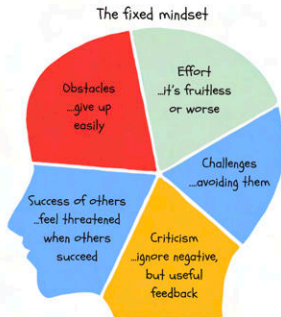 The fixed mindset
Obstacles
...give up
easily
Effort
...it's fruitless
or worse
Challenges
...avoiding them
Success of others
...feel threatened
when others
succeed
Criticism
...ignore negative,
but useful
feedback